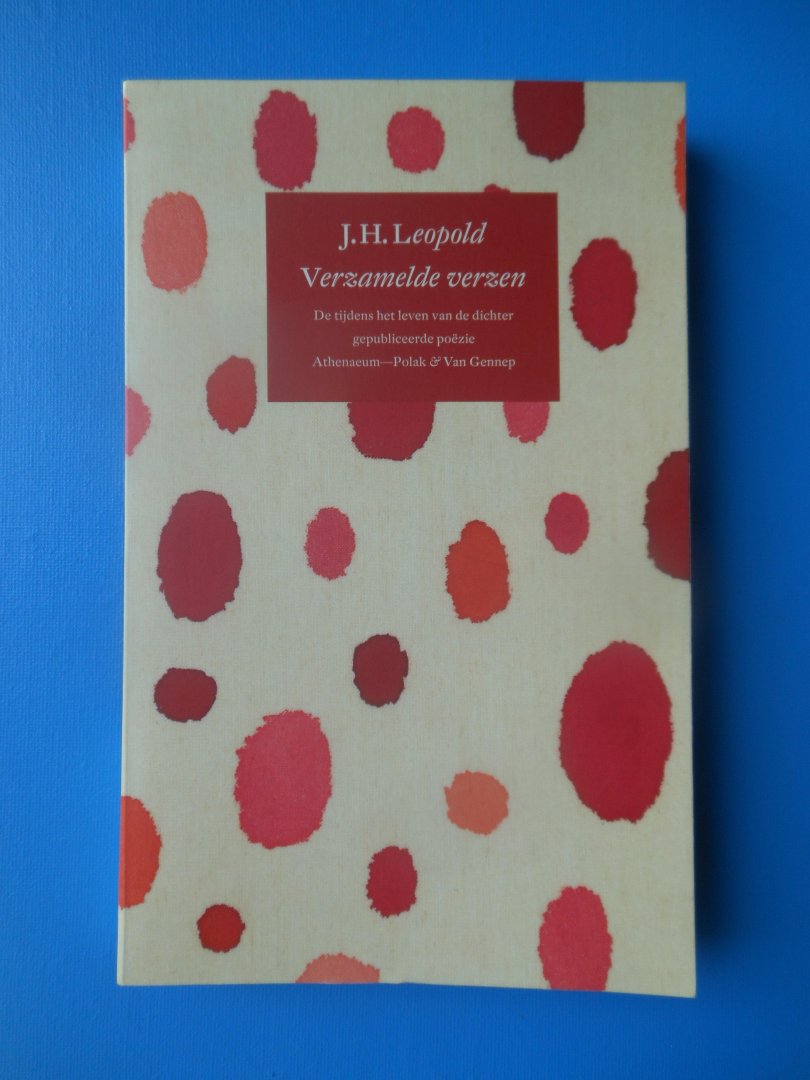 J.H. Leopold
Verzamelde verzen
De tijdens het leven van de dichter
gepubliceerde poëzie
Athenaeum—Polak & Van Gennep